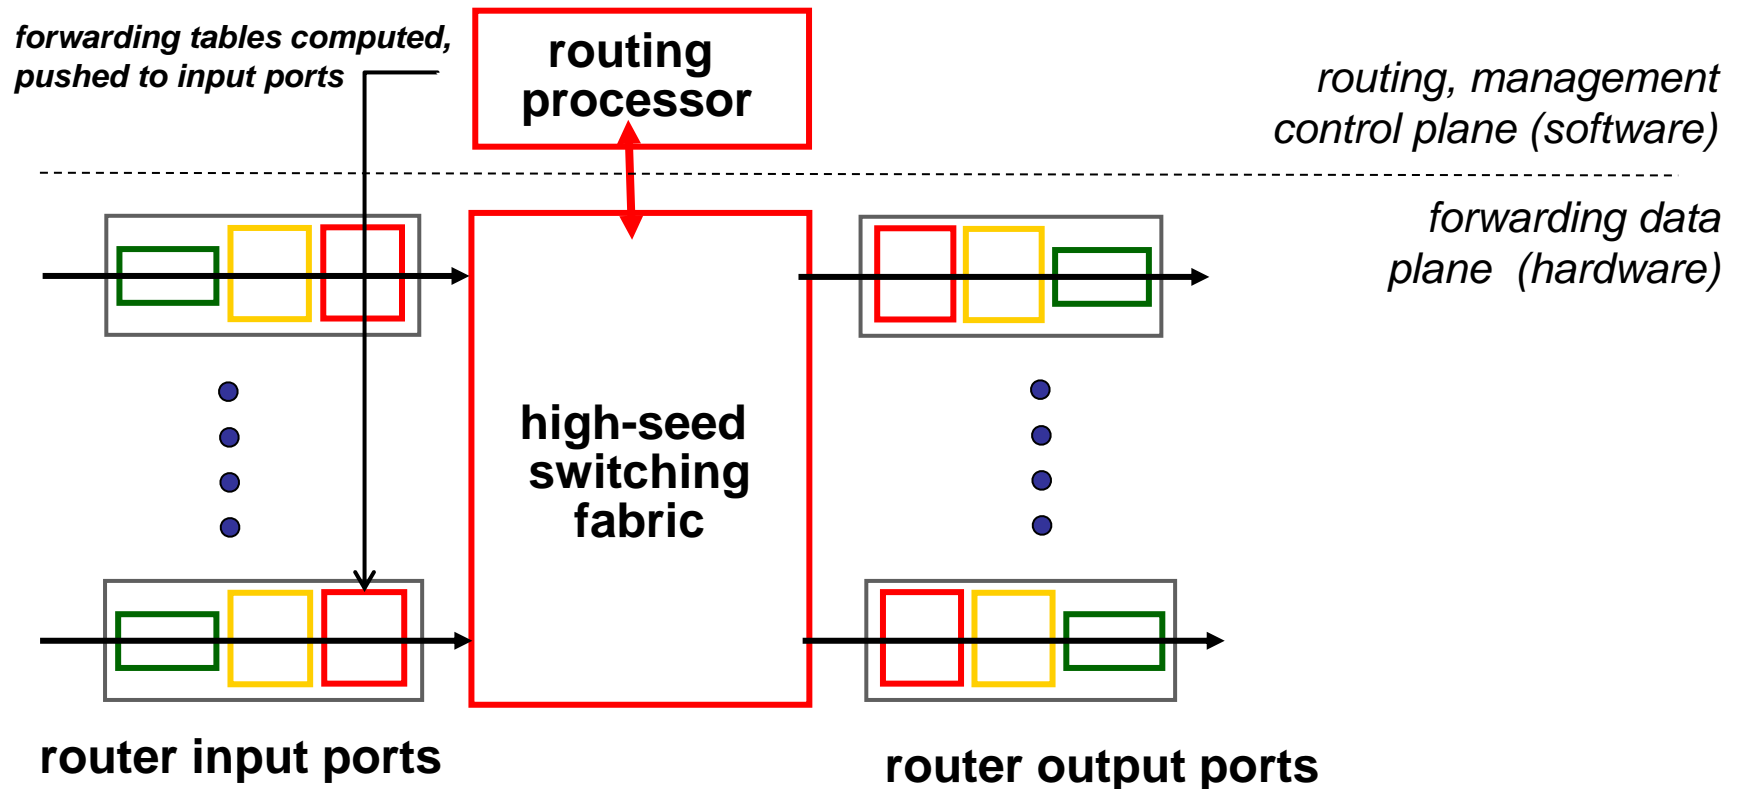 forwarding tables computed,
pushed to input ports
routing
processor
routing, management
control plane (software)
forwarding data
plane (hardware)
high-seed
switching
fabric
router input ports
router output ports